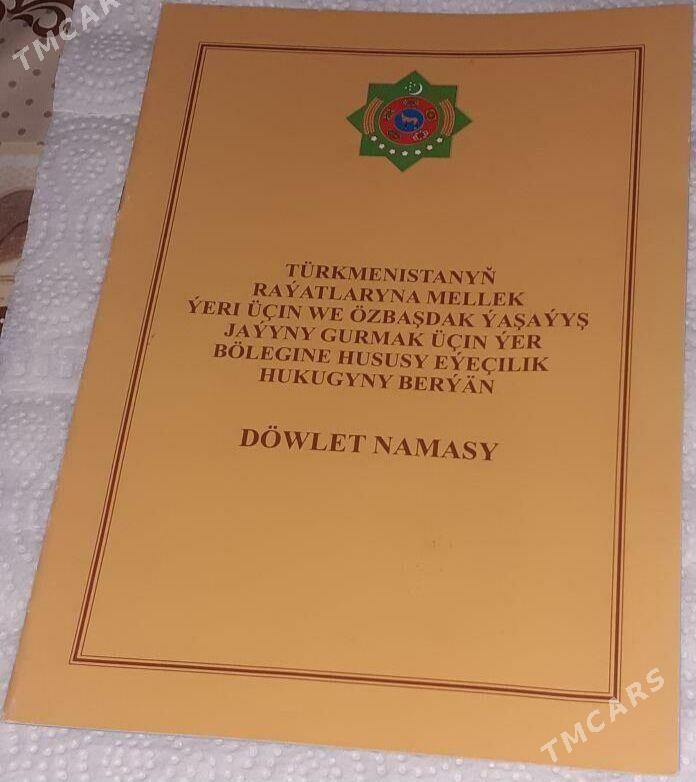 TMCARS
TÜRKMENISTANYŇ
RAÝATLARYNA MELLEK
ÝERI ÜÇIN WE ÖZBAŞDAK ÝAŞAÝYŞ
JAÝYNY GURMAK ÜÇIN ÝER
BÖLEGINE HUSUSY EÝEÇILIK
HUKUGYNY BERÝÄN
DÖWLET NAMASY
TMCARS